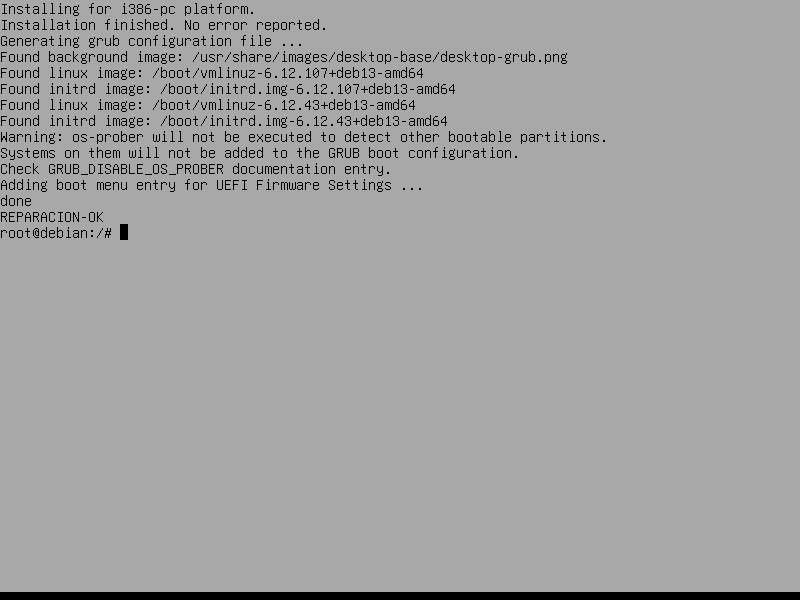 Installing for i386-pc platform.
Installation finished. No error reported.
Generating grub configuration file ...
Found background image: /usr/share/images/desktop-base/desktop-grub.png
Found linux image: /boot/vmlinuz-6.12.107+deb13-amd64
Found initrd image: /boot/initrd.img-6.12.107+deb13-amd64
Found linux image: /boot/vmlinuz-6.12.43+deb13-amd64
Found initrd image: /boot/initrd.img-6.12.43+deb13-amd64
Warning: os-prober will not be executed to detect other bootable partitions.
Systems on them will not be added to the GRUB boot configuration.
Check GRUB_DISABLE_OS_PROBER documentation entry.
Adding boot menu entry for UEFI Firmware Settings ...
done
REPARACION-OK
root@debian:/#